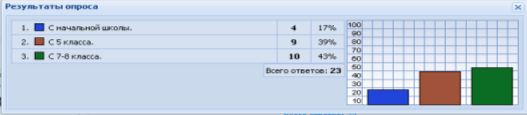 Результаты опроса
1. С начальной школы. 4 17%
2. С 5 класса. 9 39%
3. С 7-8 класса. 10 43%
Всего ответов: 23
100
90
80
70
60
50
40
30
20
10